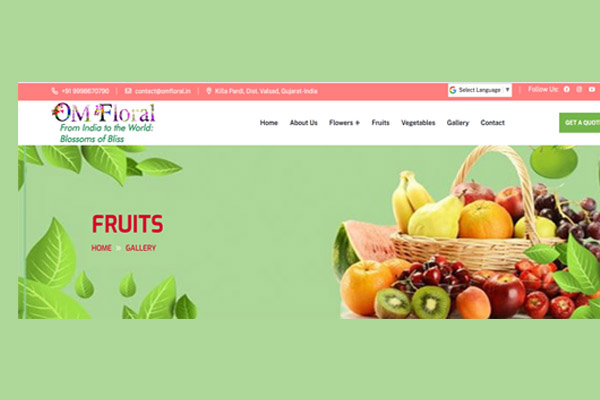 +91 9998670790 | contact@omfloral.in | Killa Pardi, Dist. Valsad, Gujarat-India
Select Language ▼ | Follow Us:
OM Floral
From India to the World:
Blossoms of Bliss
Home About Us Flowers + Fruits Vegetables Gallery Contact
GET A QUOT
FRUITS
HOME » GALLERY